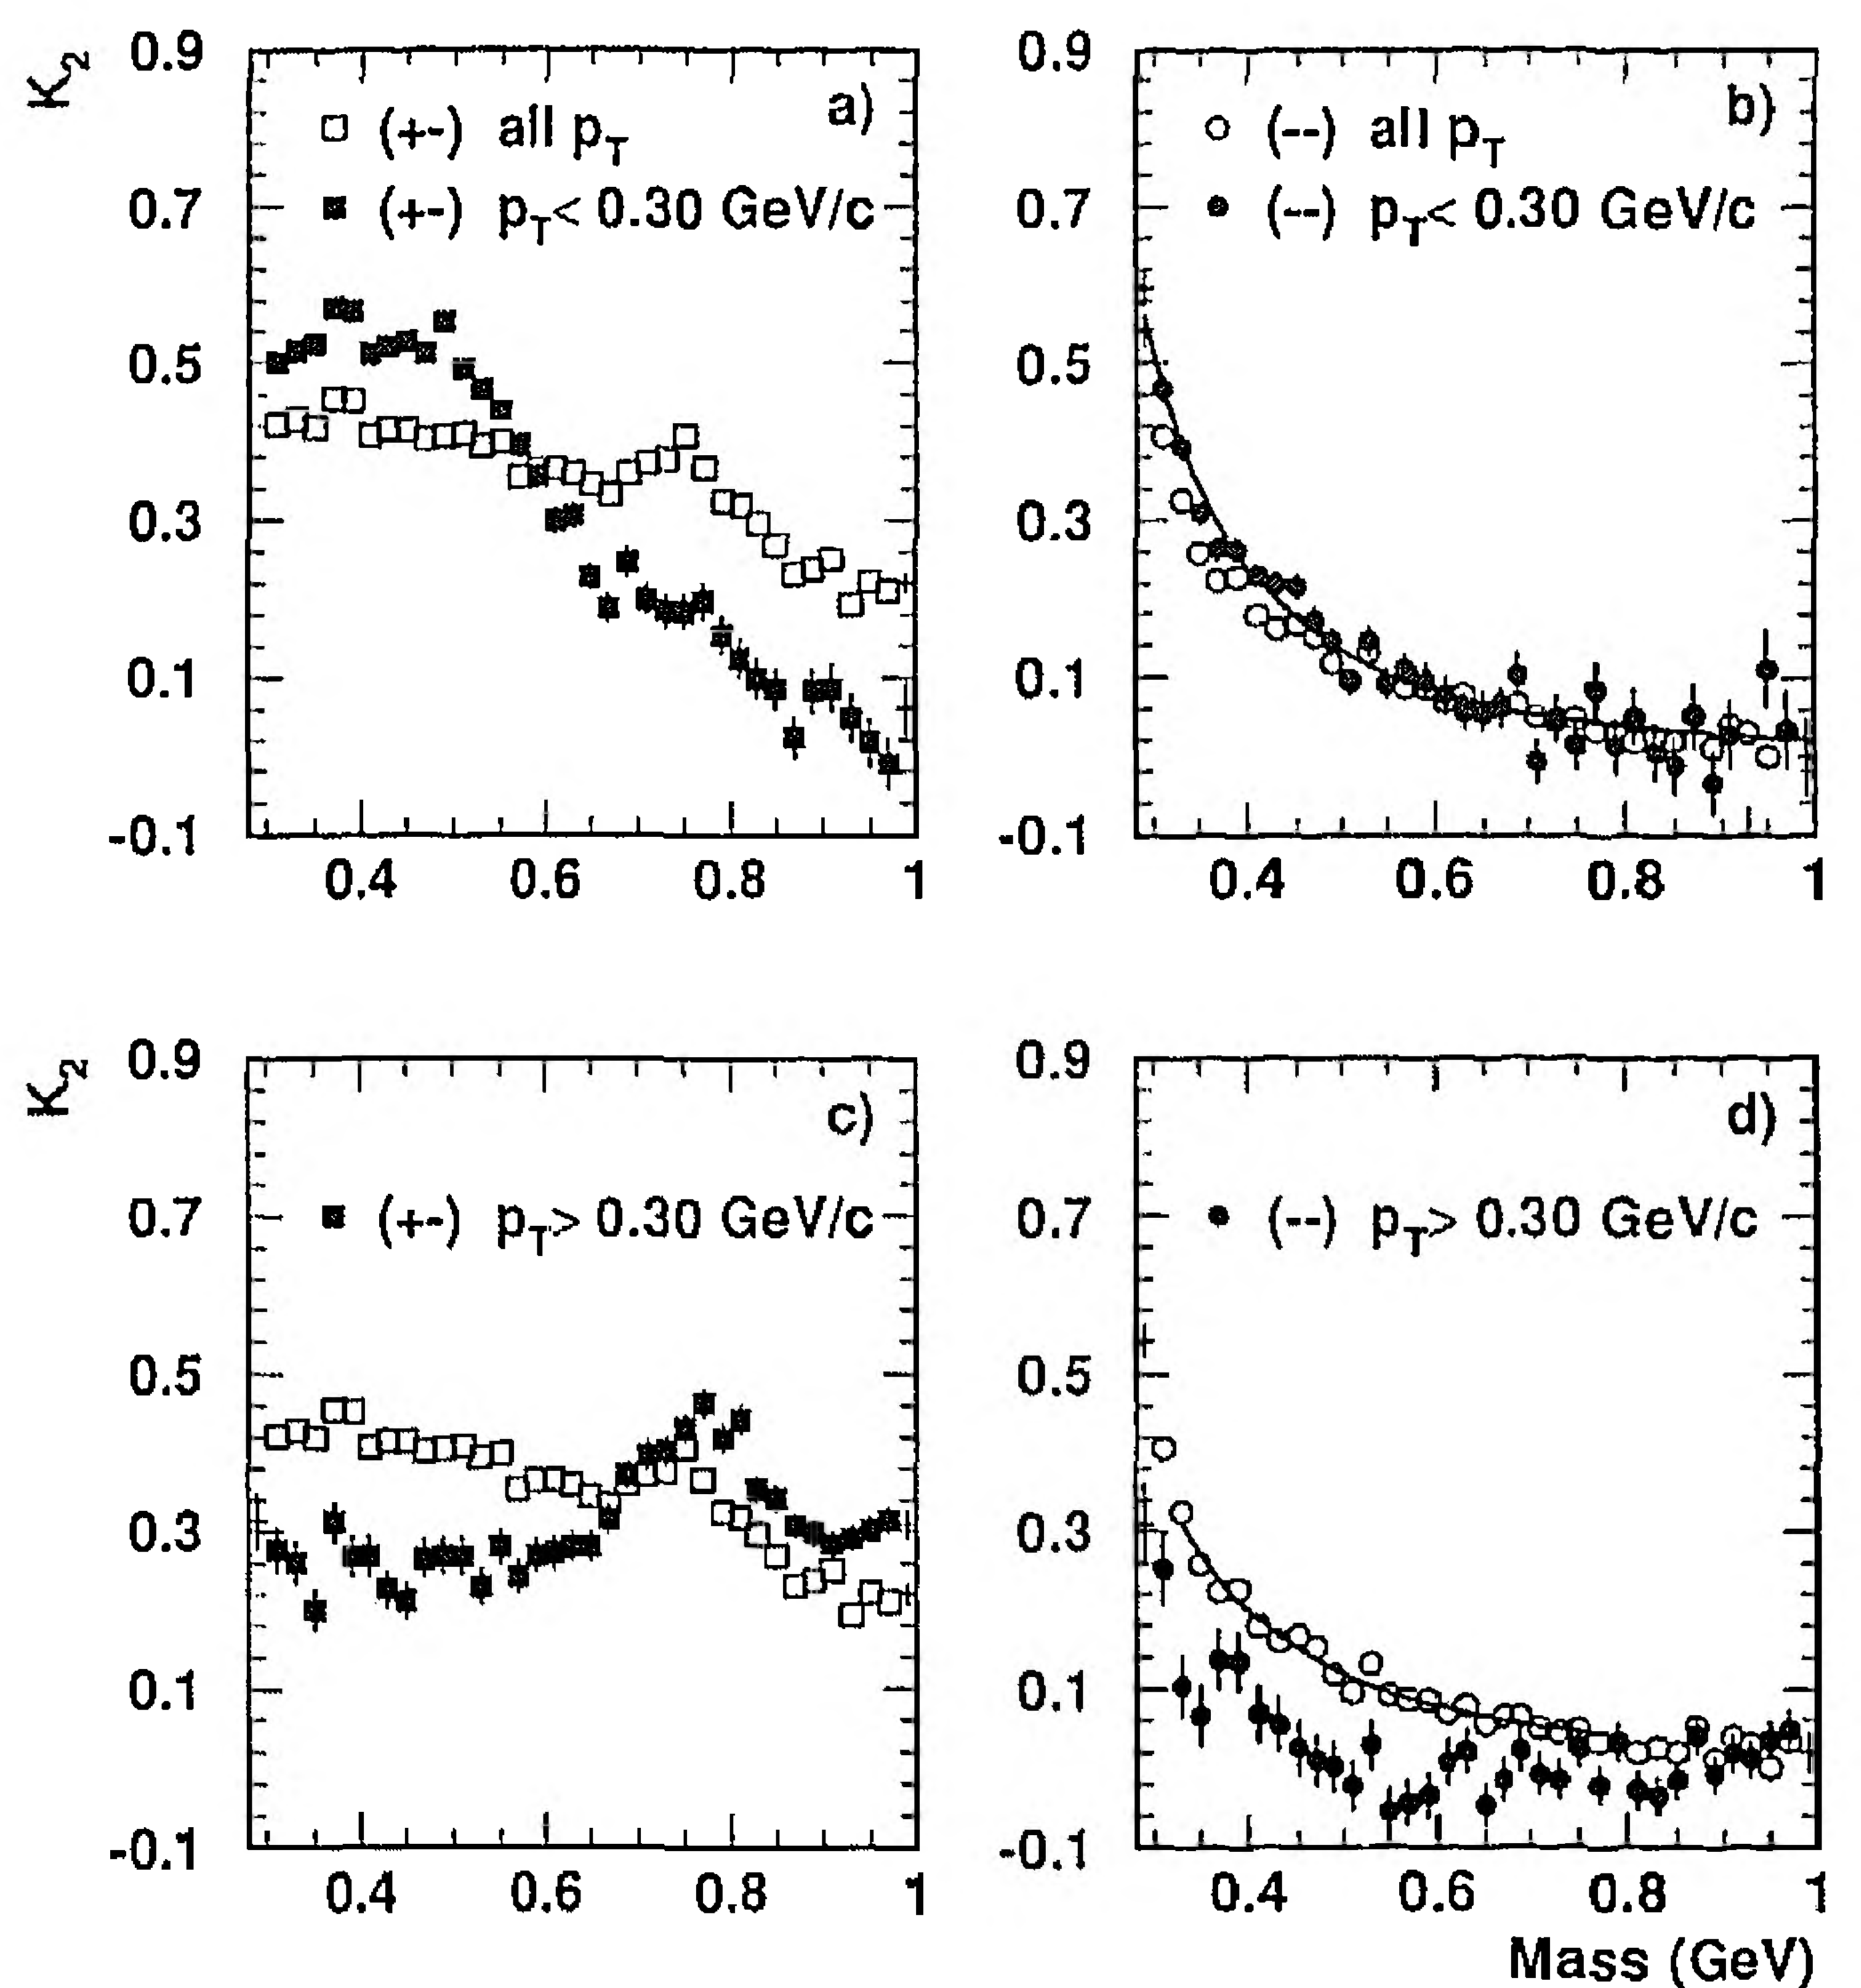 K₂
0.9
0.7
0.5
0.3
0.1
-0.1
a)
(+-) all p_T
(+-) p_T< 0.30 GeV/c
0.4 0.6 0.8 1
0.9
0.7
0.5
0.3
0.1
-0.1
b)
(--) all p_T
(--) p_T< 0.30 GeV/c
0.4 0.6 0.8 1
K₂
0.9
0.7
0.5
0.3
0.1
-0.1
c)
(+-) p_T> 0.30 GeV/c
0.4 0.6 0.8 1
0.9
0.7
0.5
0.3
0.1
-0.1
d)
(--) p_T> 0.30 GeV/c
0.4 0.6 0.8 1
Mass (GeV)